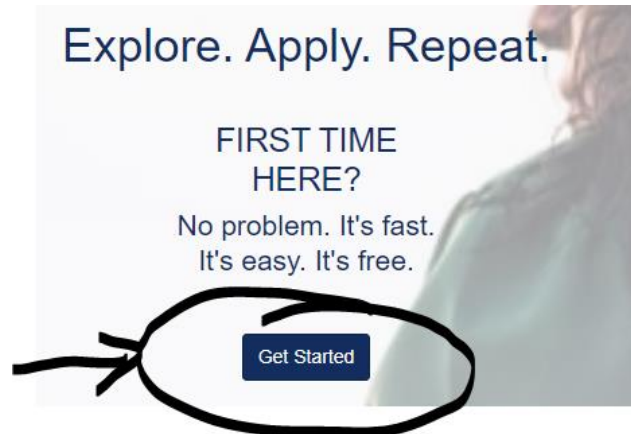 Explore. Apply. Repeat.
FIRST TIME
HERE?
No problem. It's fast.
It's easy. It's free.
Get Started